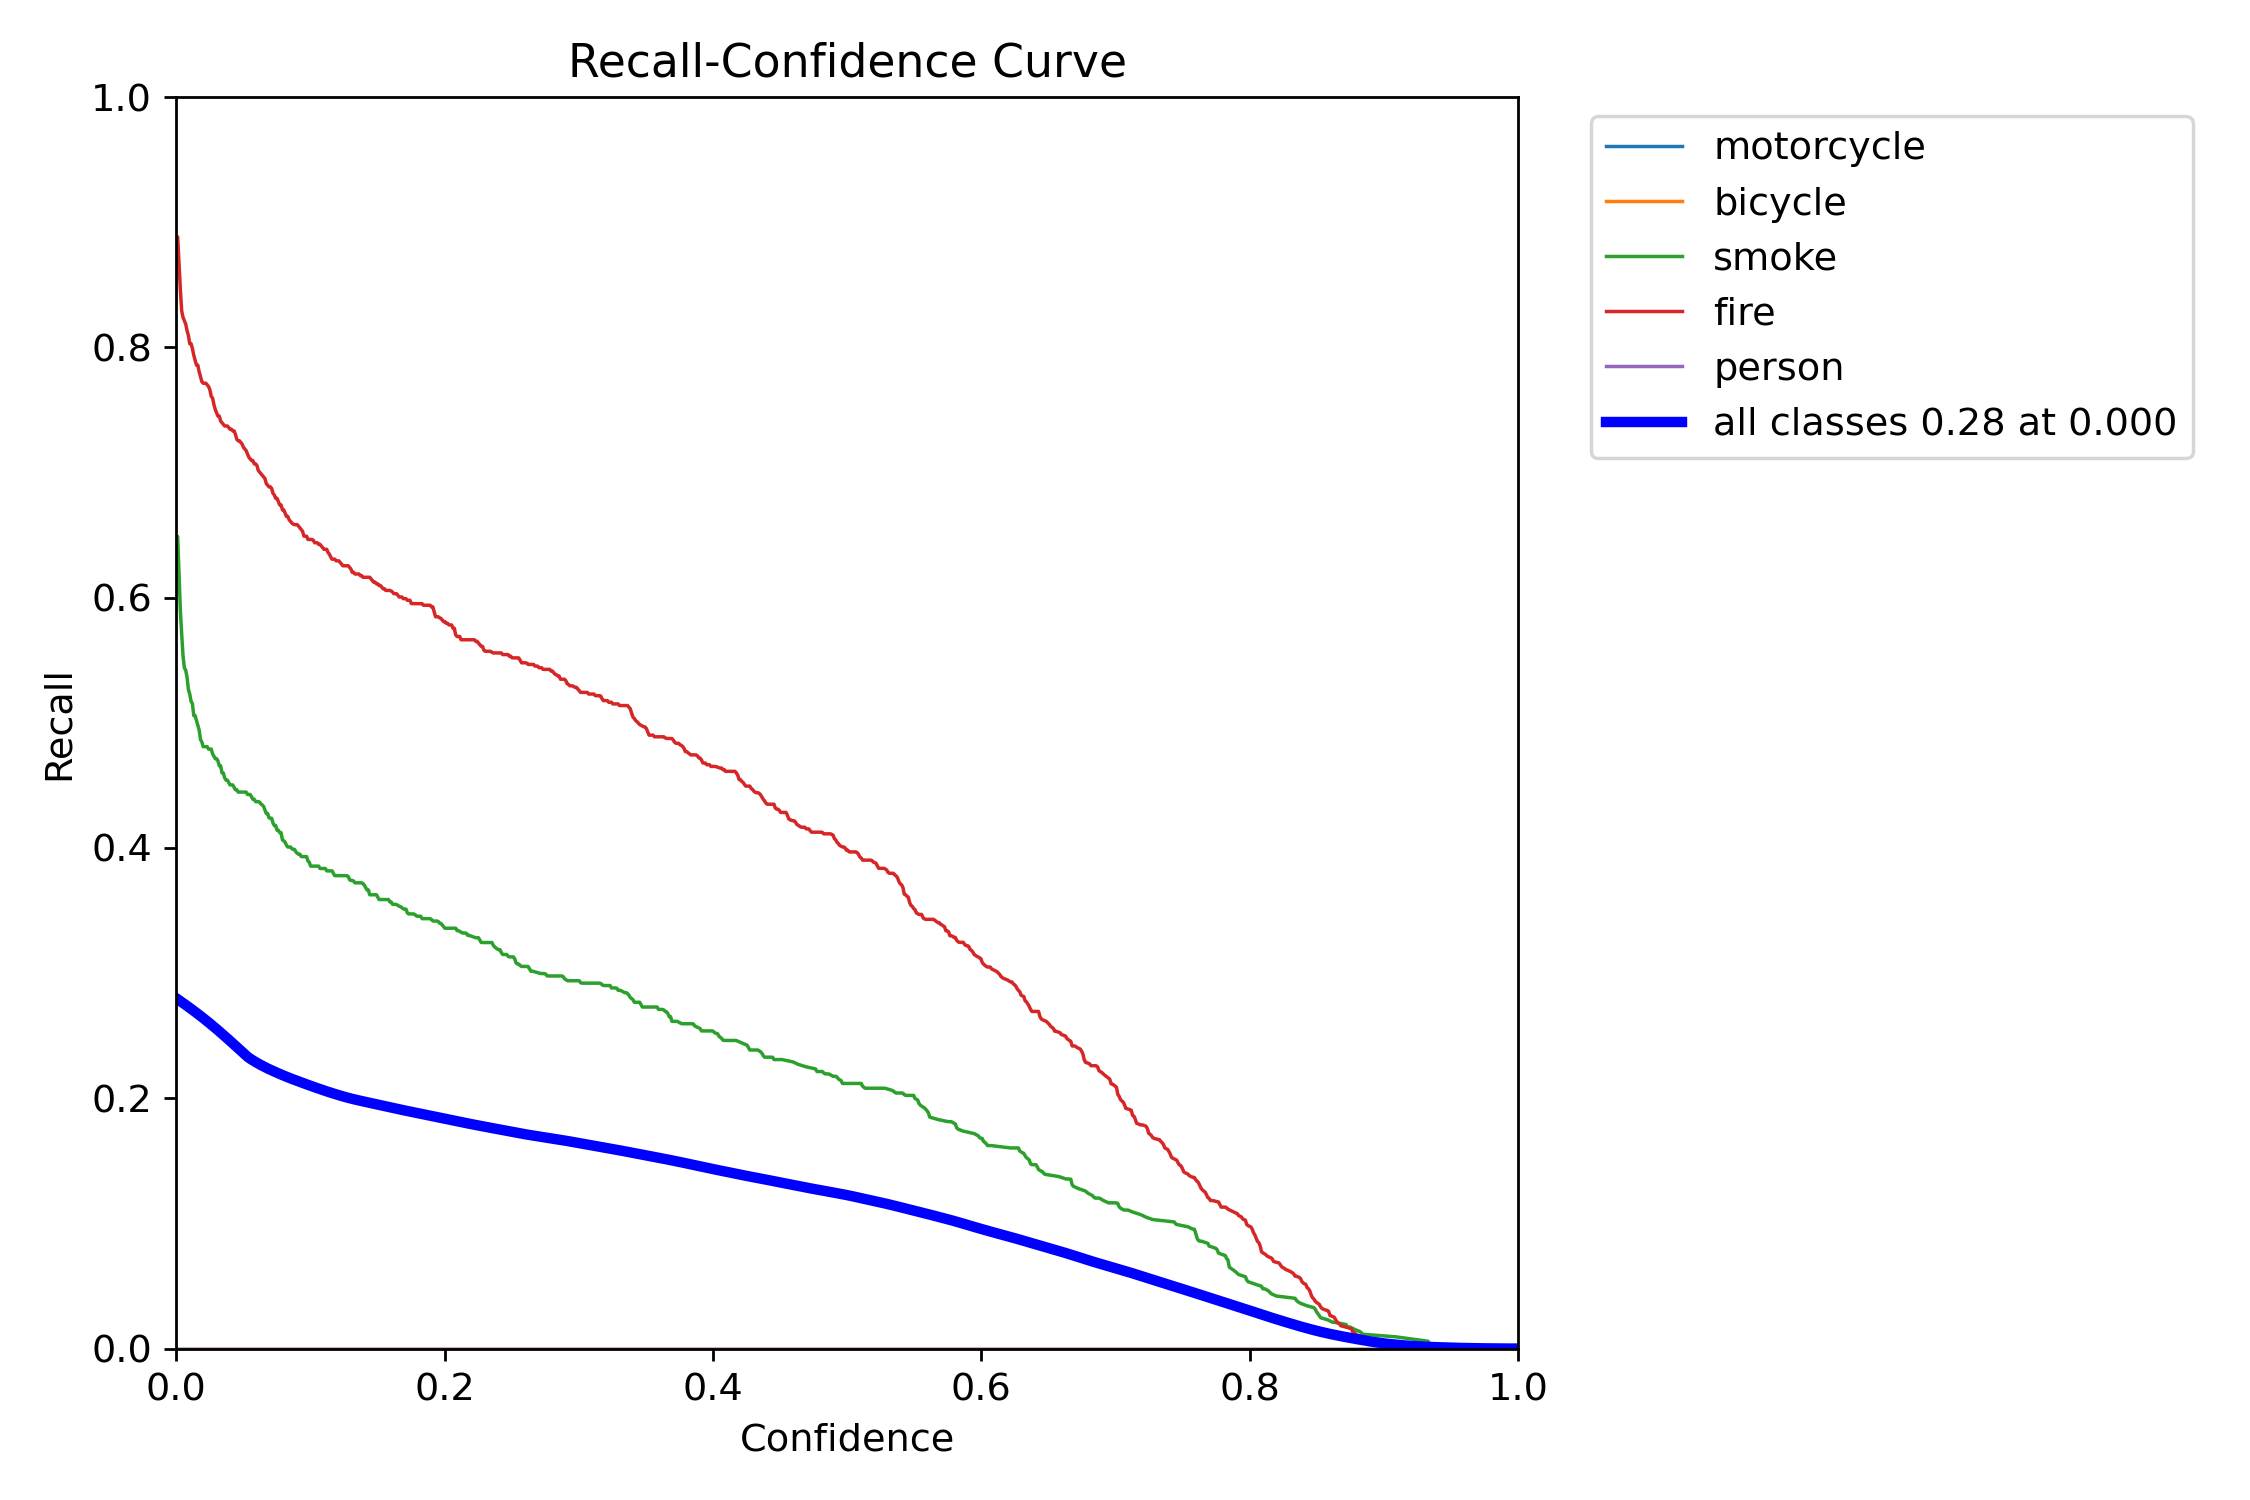 Recall-Confidence Curve
1.0
0.8
0.6
0.4
0.2
0.0
Recall
0.0 0.2 0.4 0.6 0.8 1.0
Confidence
motorcycle
bicycle
smoke
fire
person
all classes 0.28 at 0.000